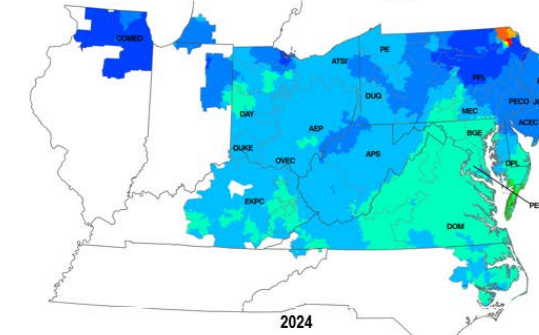 COMED
PE
ATSI
PPL
DUQ
PECO
MEC
DAY
ACEC
AEP
BGE
DUKE
APS
OVEC
DPL
EKPC
DOM
2024